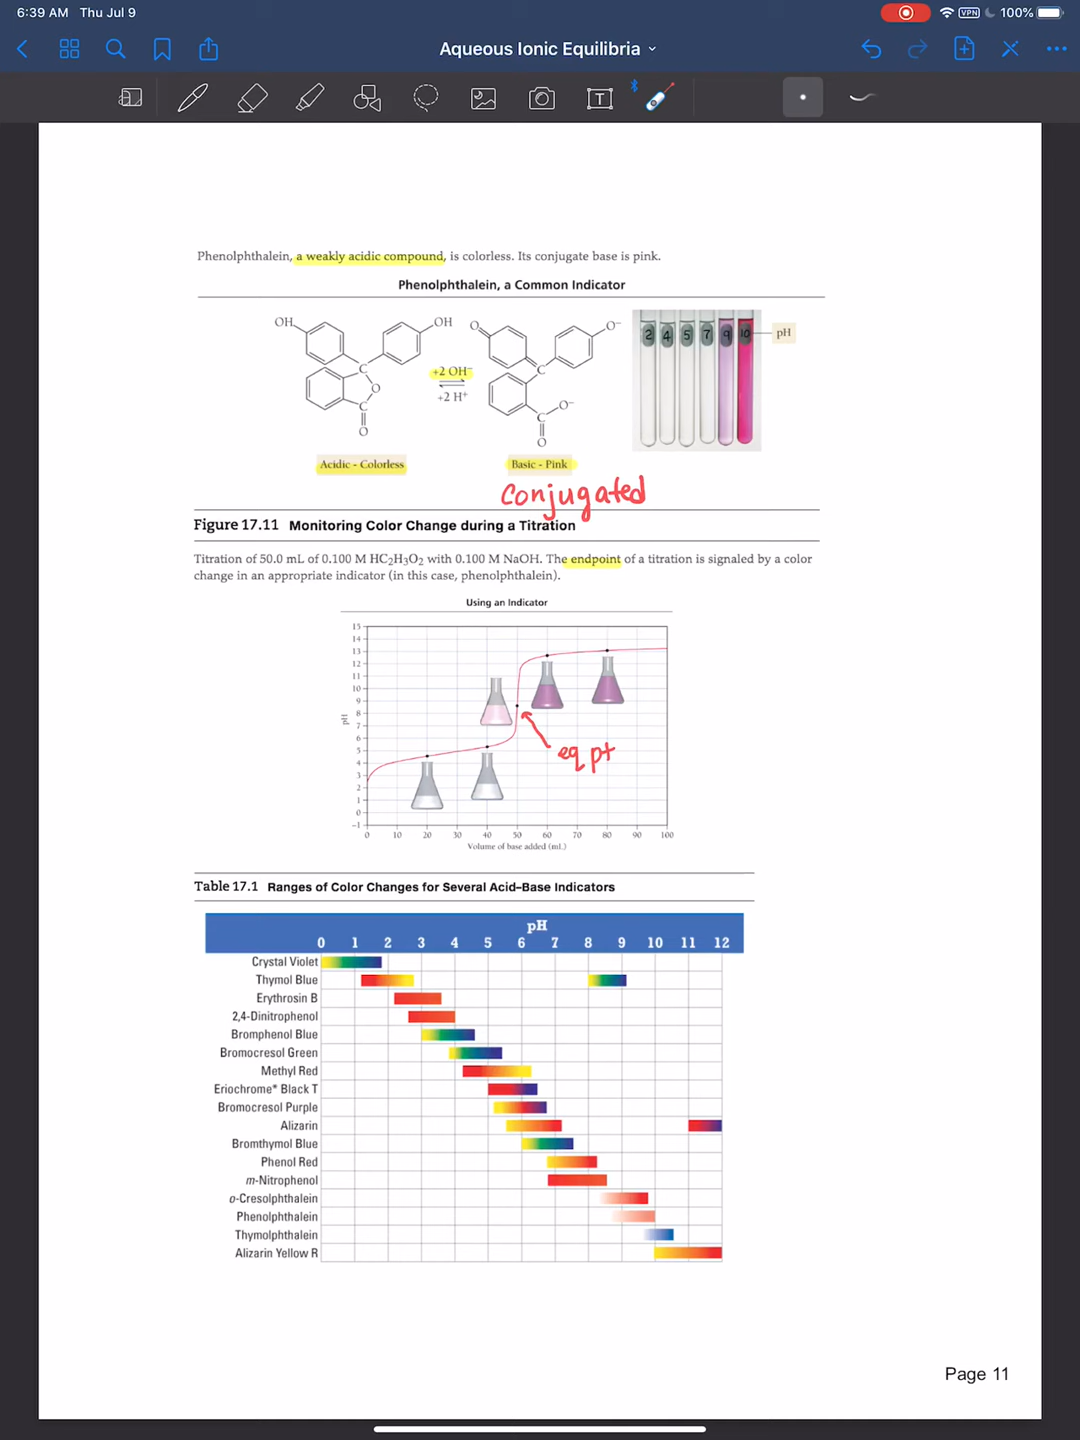 6:39 AM Thu Jul 9
VPN 100%
Aqueous Ionic Equilibria
T
Phenolphthalein, a weakly acidic compound, is colorless. Its conjugate base is pink.
Phenolphthalein, a Common Indicator
OH OH O O⁻
2 4 5 7 9 10 pH
C C
+2 OH⁻
O
+2 H⁺
C C O⁻
O O
Acidic - Colorless Basic - Pink
Conjugated
Figure 17.11 Monitoring Color Change during a Titration
Titration of 50.0 mL of 0.100 M HC₂H₃O₂ with 0.100 M NaOH. The endpoint of a titration is signaled by a color
change in an appropriate indicator (in this case, phenolphthalein).
Using an Indicator
15
14
13
12
11
10
9
8
pH
7
6
5
4
3
2
1
0
-1
eq pt
0 10 20 30 40 50 60 70 80 90 100
Volume of base added (mL)
Table 17.1 Ranges of Color Changes for Several Acid–Base Indicators
pH
0 1 2 3 4 5 6 7 8 9 10 11 12
Crystal Violet
Thymol Blue
Erythrosin B
2,4-Dinitrophenol
Bromphenol Blue
Bromocresol Green
Methyl Red
Eriochrome* Black T
Bromocresol Purple
Alizarin
Bromthymol Blue
Phenol Red
m-Nitrophenol
o-Cresolphthalein
Phenolphthalein
Thymolphthalein
Alizarin Yellow R
Page 11